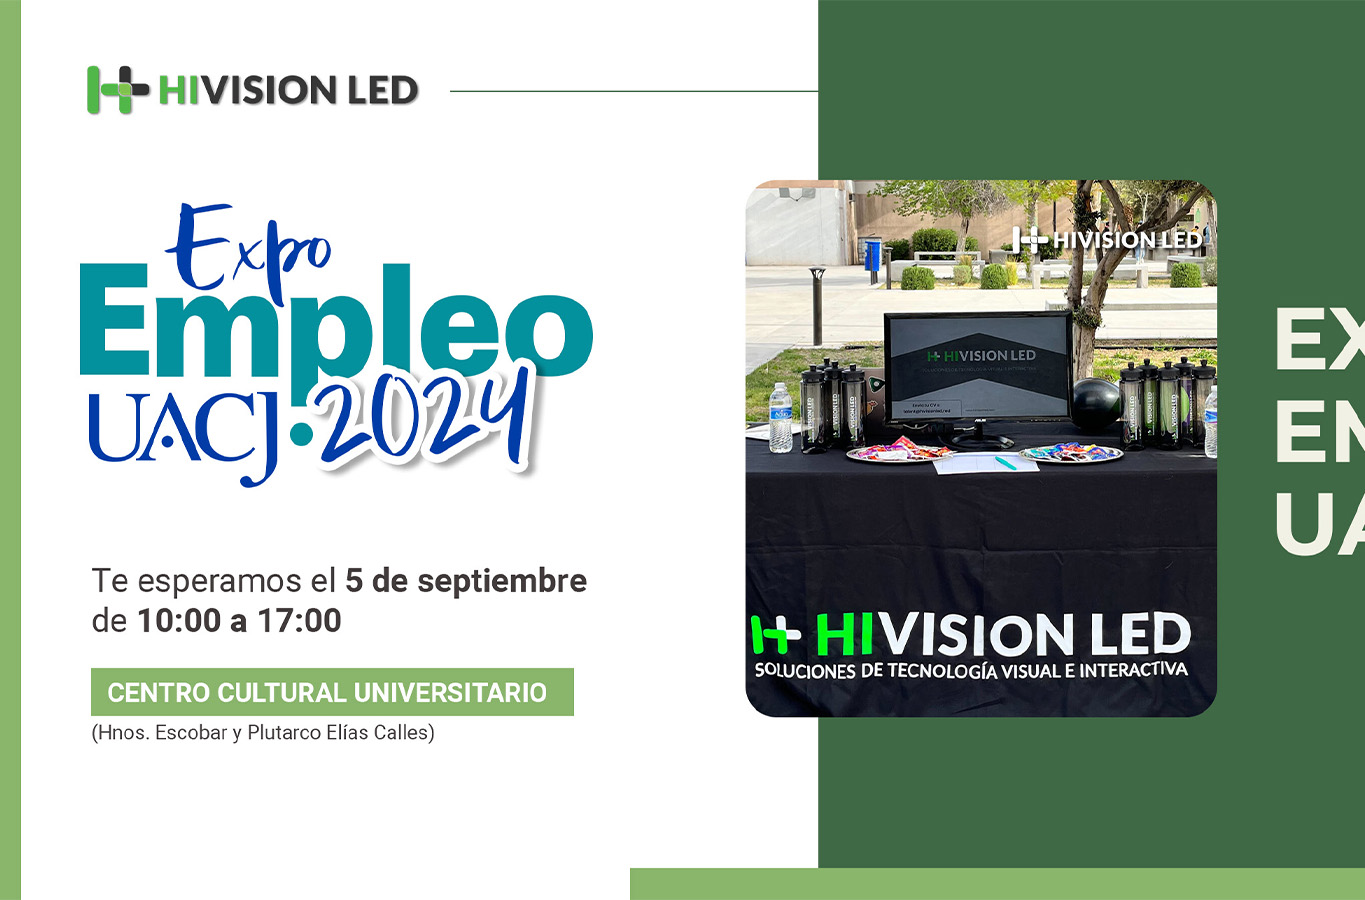 HIVISION LED
Expo
Empleo
UACJ.2024
Te esperamos el 5 de septiembre
de 10:00 a 17:00
CENTRO CULTURAL UNIVERSITARIO
(Hnos. Escobar y Plutarco Elías Calles)
HIVISION LED
HIVISION LED
HIVISION LED
SOLUCIONES DE TECNOLOGÍA VISUAL E INTERACTIVA
EX
EN
UA